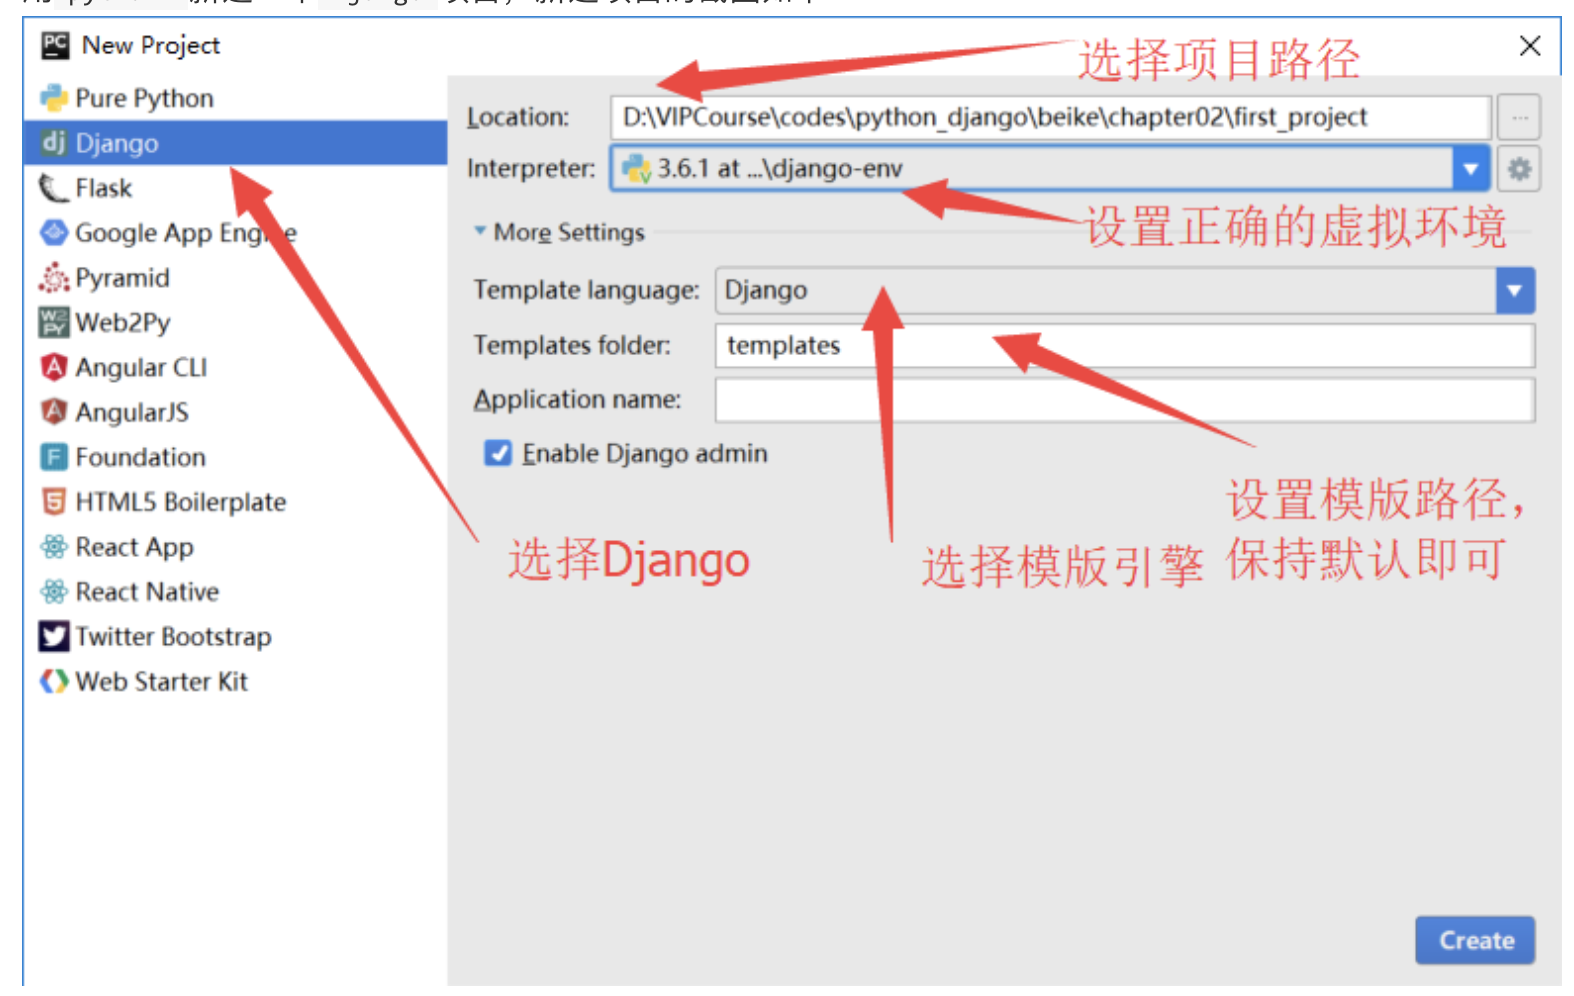 New Project
Pure Python
Django
Flask
Google App Engine
Pyramid
Web2Py
Angular CLI
AngularJS
Foundation
HTML5 Boilerplate
React App
React Native
Twitter Bootstrap
Web Starter Kit
选择项目路径
Location: D:\VIPCourse\codes\python_django\beike\chapter02\first_project ...
Interpreter: 3.6.1 at ...\django-env
设置正确的虚拟环境
More Settings
Template language: Django
Templates folder: templates
Application name:
Enable Django admin
选择Django
选择模版引擎
设置模版路径，
保持默认即可
Create